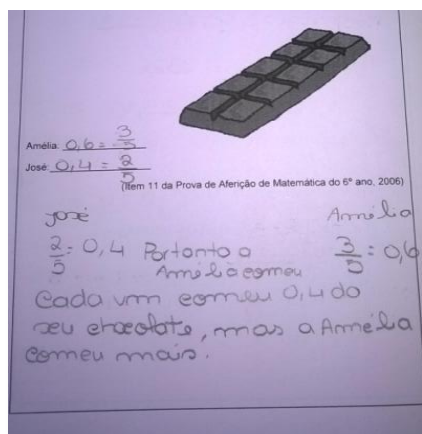 Amélia: 0,6 = 3/5
José: 0,4 = 2/5
(Item 11 da Prova de Aferição de Matemática do 6º ano, 2006)
José Amélia
2/5 = 0,4 Portanto a 3/5 = 0,6
Amélia comeu
Cada um comeu 0,4 do
seu chocolate, mas a Amélia
comeu mais.